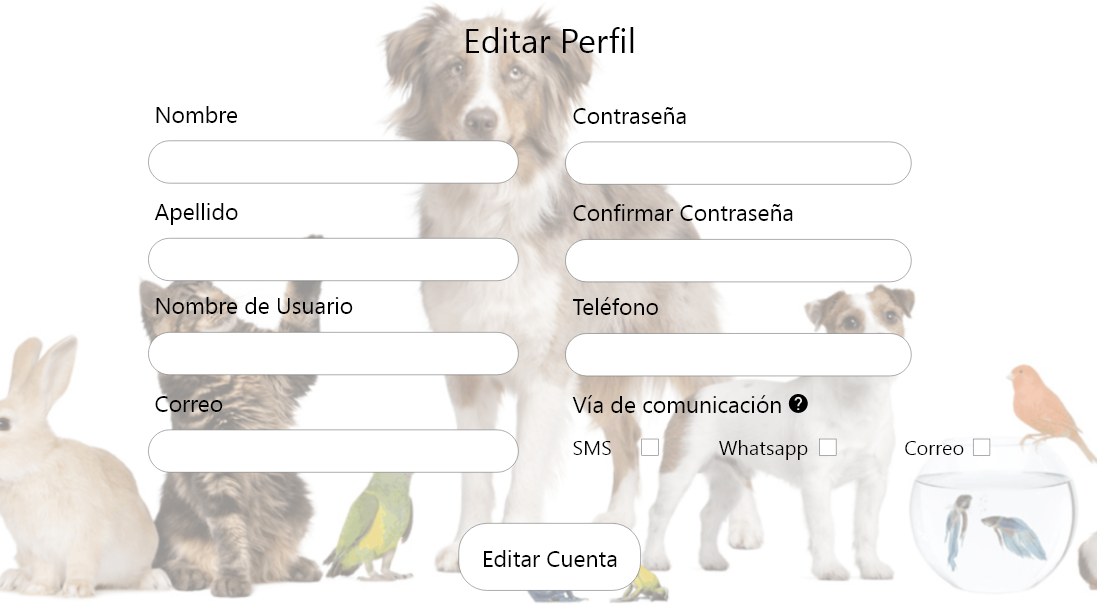 Editar Perfil
Nombre
Contraseña
Apellido
Confirmar Contraseña
Nombre de Usuario
Teléfono
Correo
Vía de comunicación ?
SMS Whatsapp Correo
Editar Cuenta